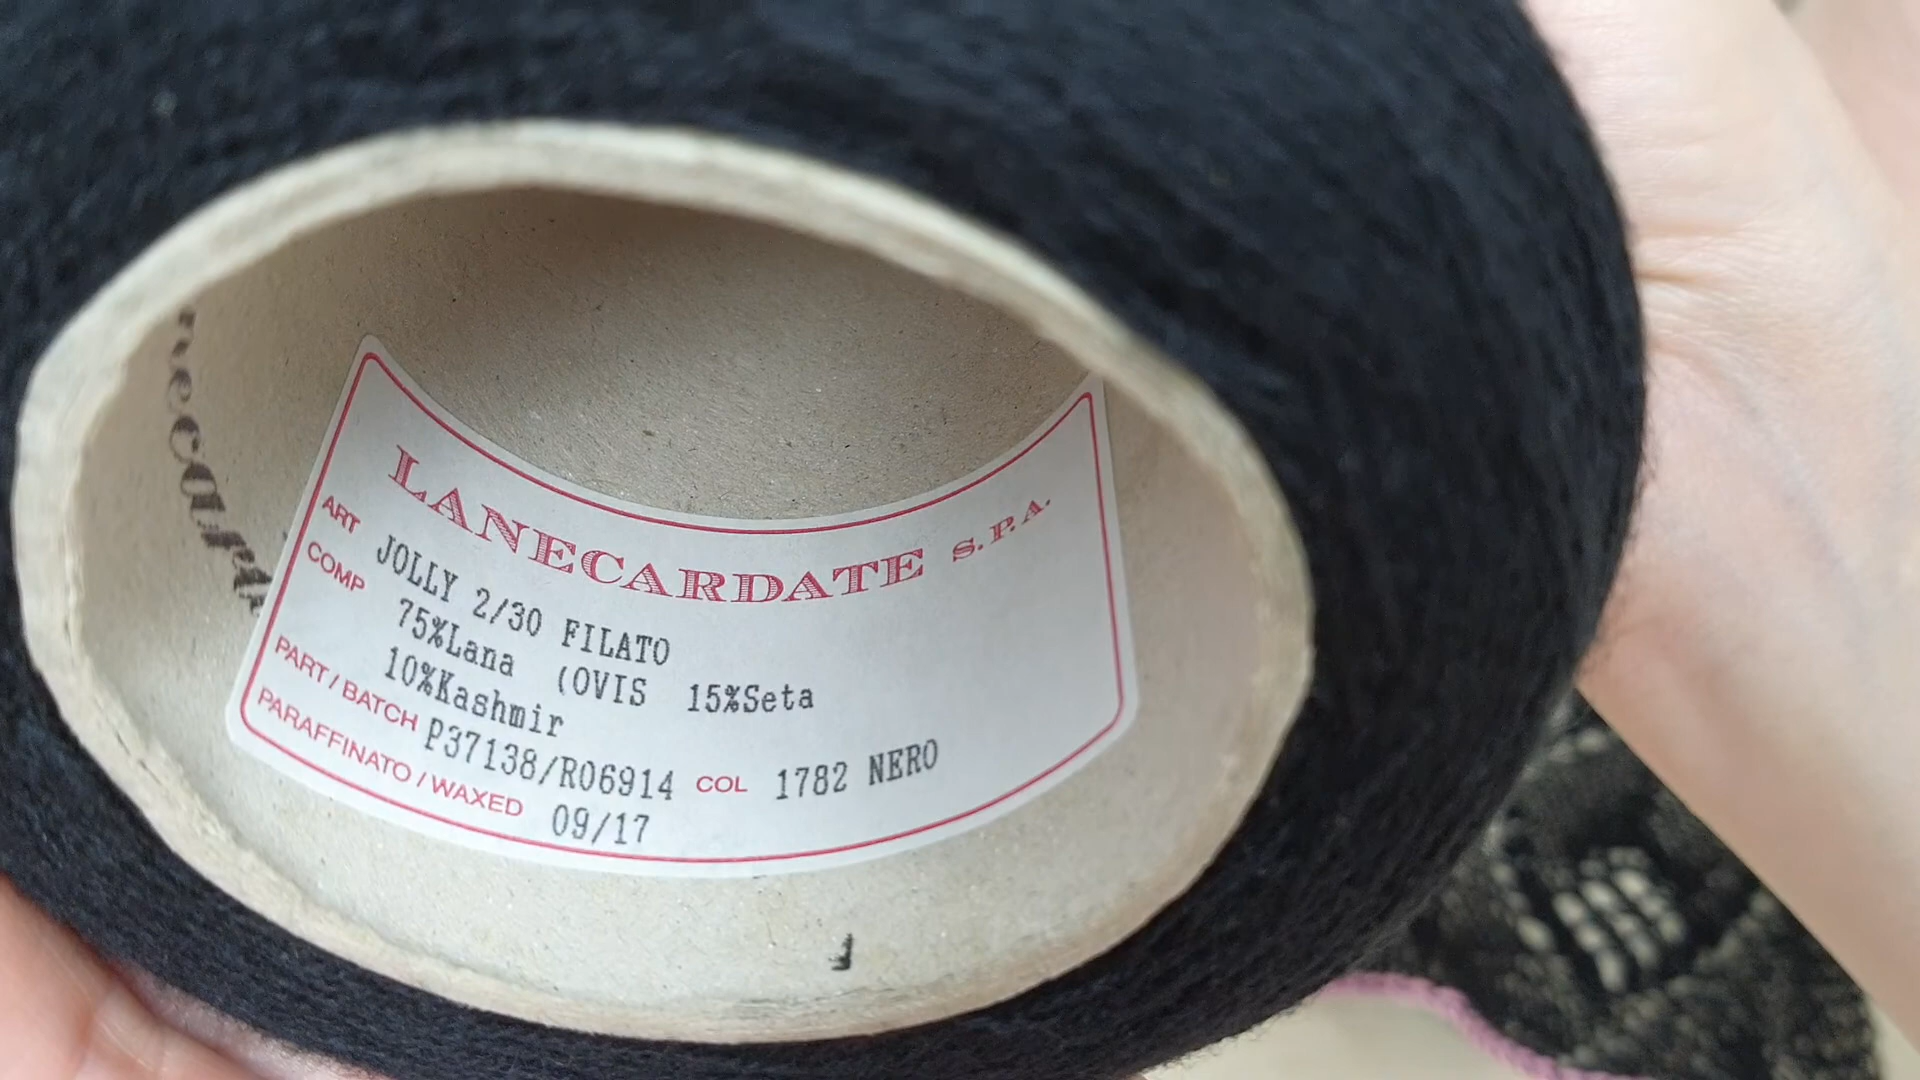 LANECARDATE S.P.A.
ART JOLLY 2/30 FILATO
COMP 75%Lana (OVIS 15%Seta
10%Kashmir
PART/BATCH P37138/R06914 COL 1782 NERO
PARAFFINATO/WAXED 09/17